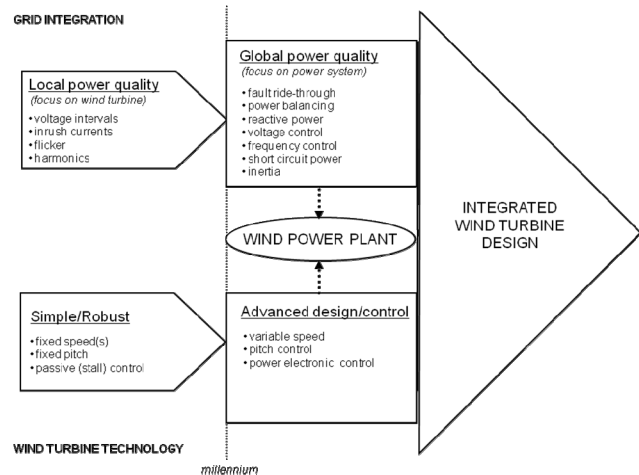 GRID INTEGRATION
Local power quality
(focus on wind turbine)
•voltage intervals
•inrush currents
•flicker
•harmonics
Global power quality
(focus on power system)
•fault ride-through
•power balancing
•reactive power
•voltage control
•frequency control
•short circuit power
•inertia
WIND POWER PLANT
INTEGRATED
WIND TURBINE
DESIGN
Simple/Robust
•fixed speed(s)
•fixed pitch
•passive (stall) control
Advanced design/control
•variable speed
•pitch control
•power electronic control
WIND TURBINE TECHNOLOGY
millennium